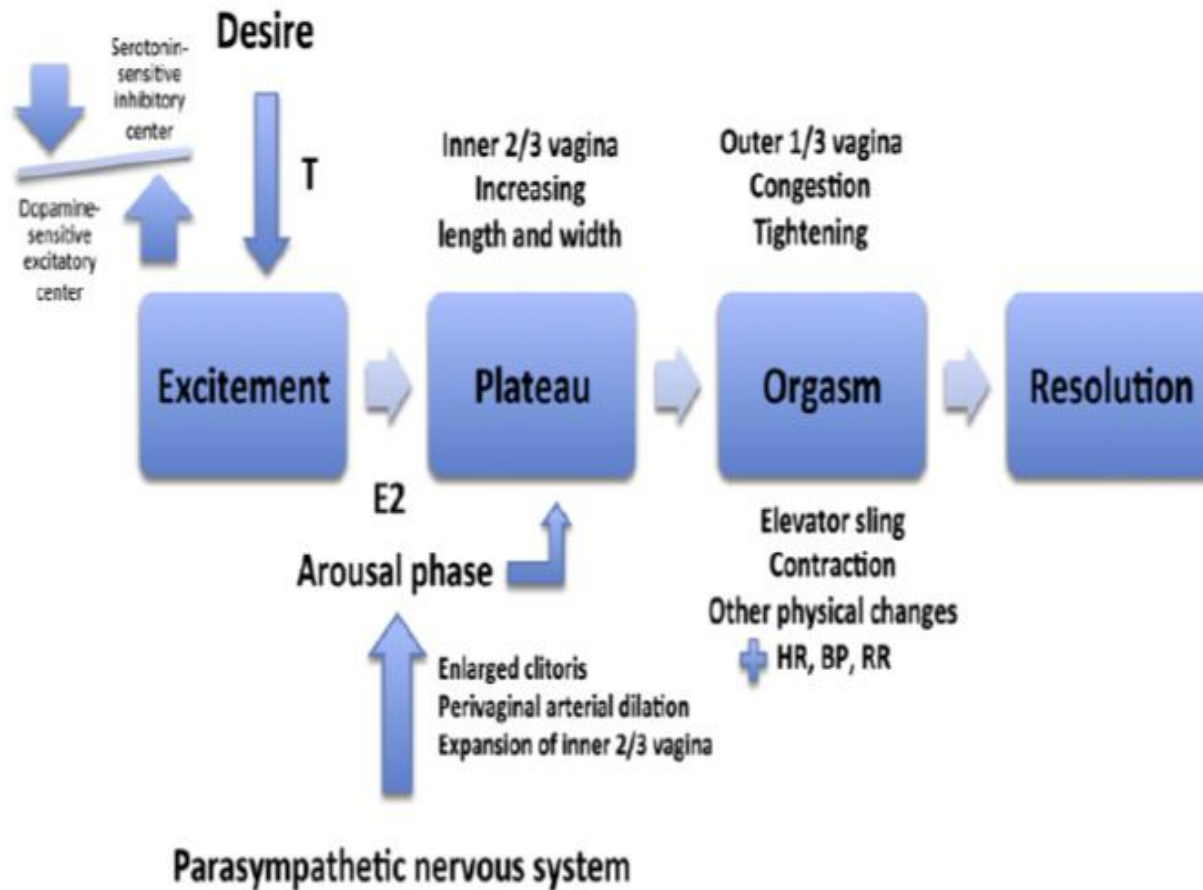 Desire
Serotonin-
sensitive
inhibitory
center
Dopamine-
sensitive
excitatory
center
T
Inner 2/3 vagina
Increasing
length and width
Outer 1/3 vagina
Congestion
Tightening
Excitement
Plateau
Orgasm
Resolution
E2
Arousal phase
Elevator sling
Contraction
Other physical changes
HR, BP, RR
Enlarged clitoris
Perivaginal arterial dilation
Expansion of inner 2/3 vagina
Parasympathetic nervous system